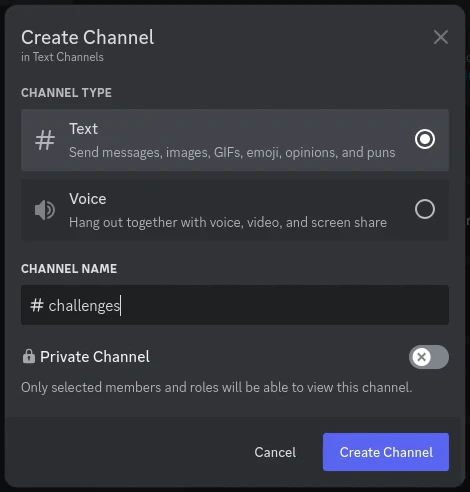 Create Channel
in Text Channels
CHANNEL TYPE
Text
Send messages, images, GIFs, emoji, opinions, and puns
Voice
Hang out together with voice, video, and screen share
CHANNEL NAME
# challenges
Private Channel
Only selected members and roles will be able to view this channel.
Cancel
Create Channel